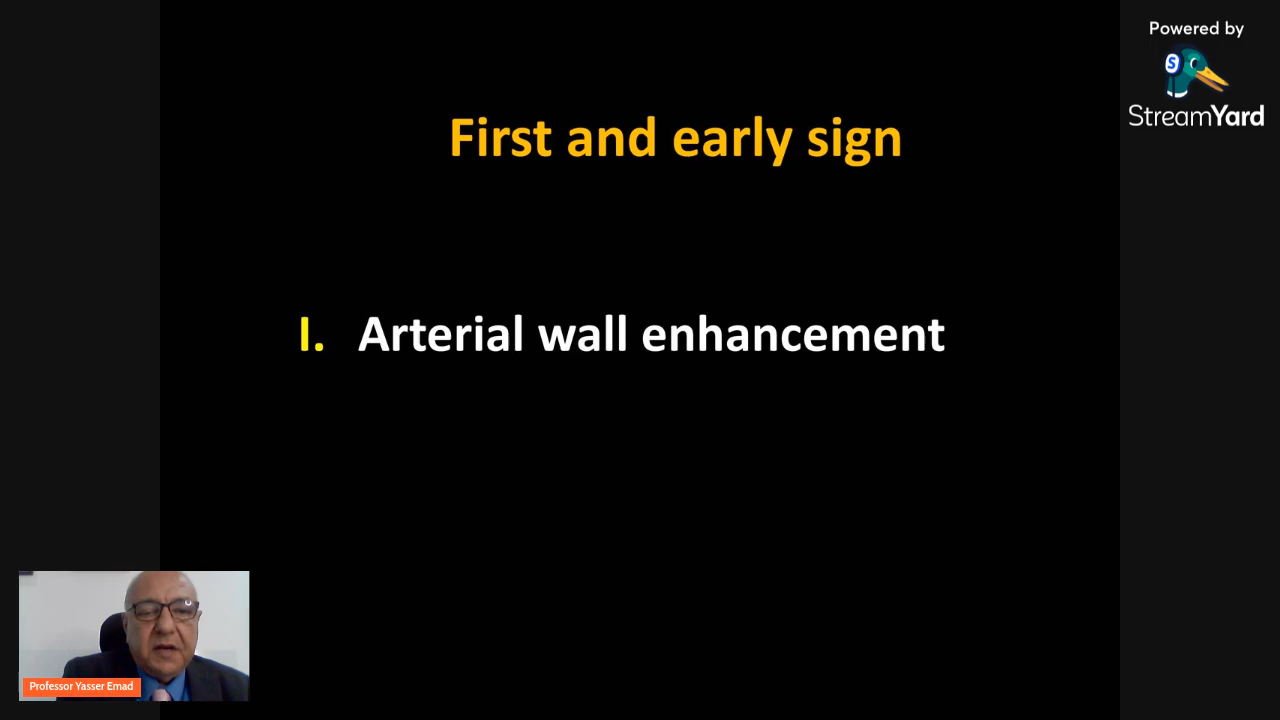 Powered by
S
StreamYard
First and early sign
I. Arterial wall enhancement
Professor Yasser Emad